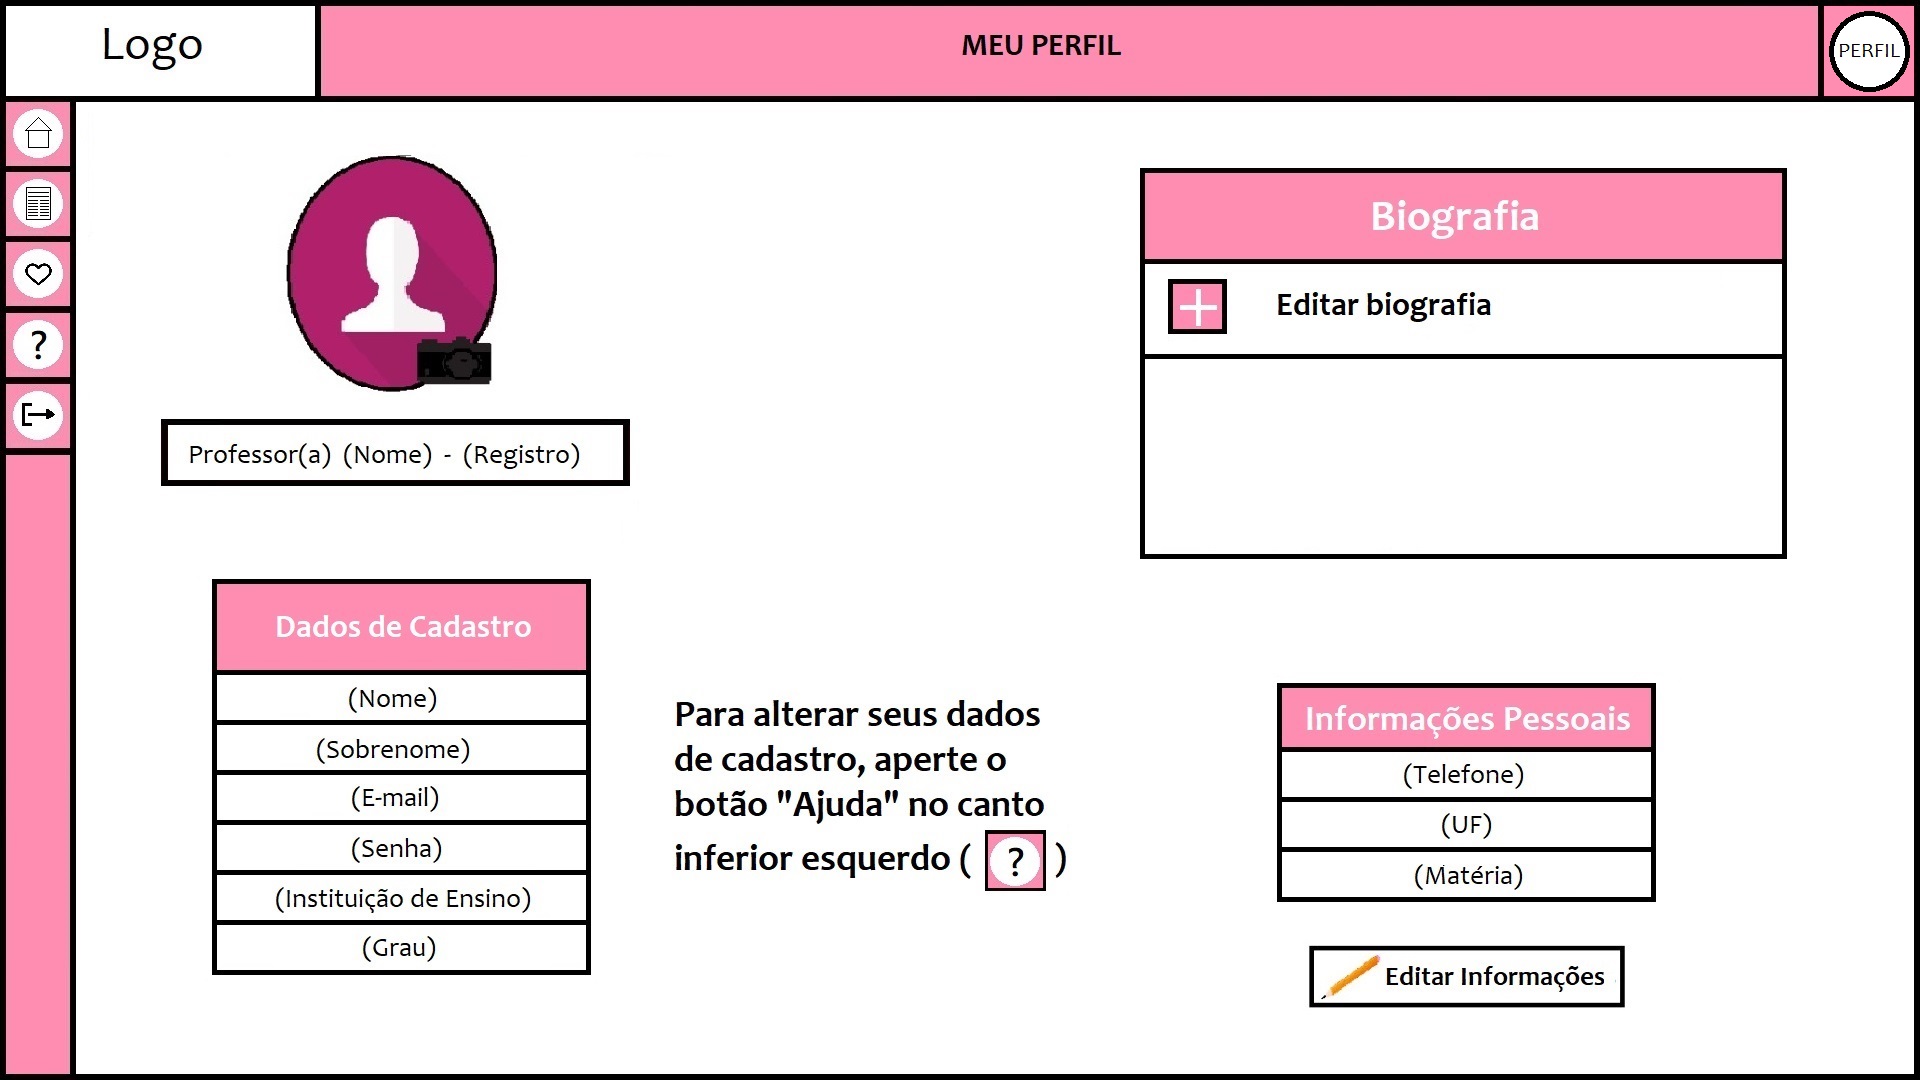 Logo
MEU PERFIL
PERFIL
?
Professor(a) (Nome) - (Registro)
Biografia
Editar biografia
Dados de Cadastro
(Nome)
(Sobrenome)
(E-mail)
(Senha)
(Instituição de Ensino)
(Grau)
Para alterar seus dados
de cadastro, aperte o
botão "Ajuda" no canto
inferior esquerdo ( ? )
Informações Pessoais
(Telefone)
(UF)
(Matéria)
Editar Informações